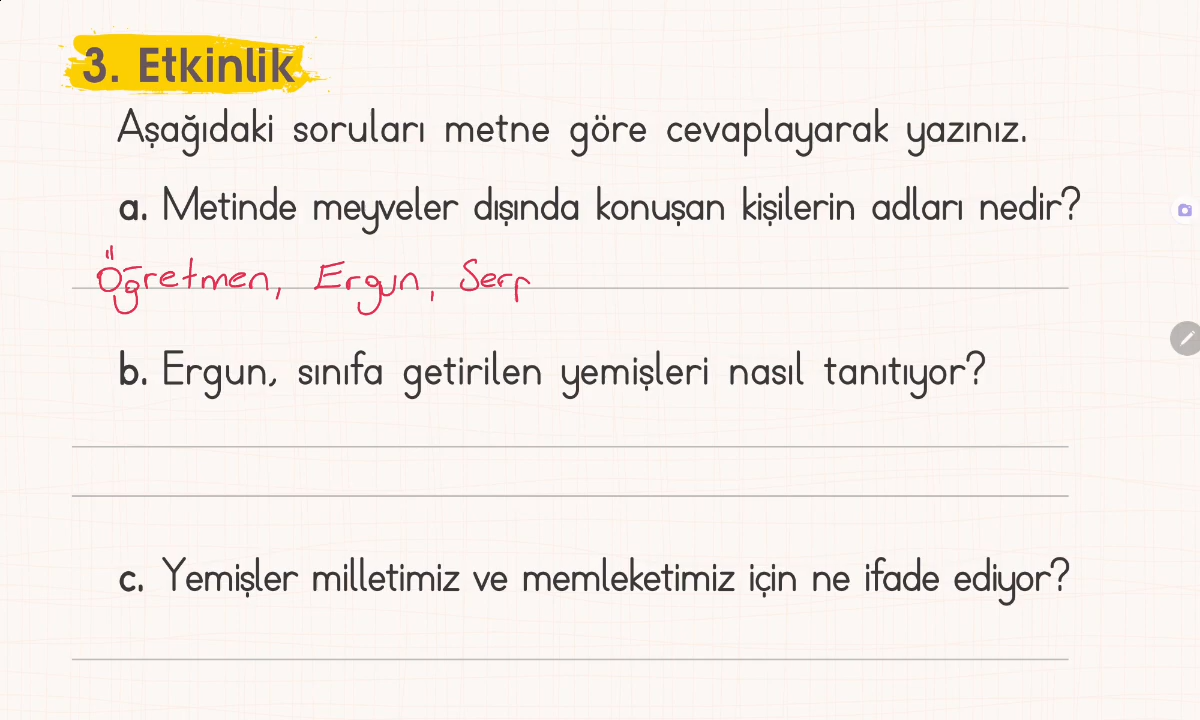 3. Etkinlik
Aşağıdaki soruları metne göre cevaplayarak yazınız.
a. Metinde meyveler dışında konuşan kişilerin adları nedir?
Öğretmen, Ergun, Serp
b. Ergun, sınıfa getirilen yemişleri nasıl tanıtıyor?
c. Yemişler milletimiz ve memleketimiz için ne ifade ediyor?